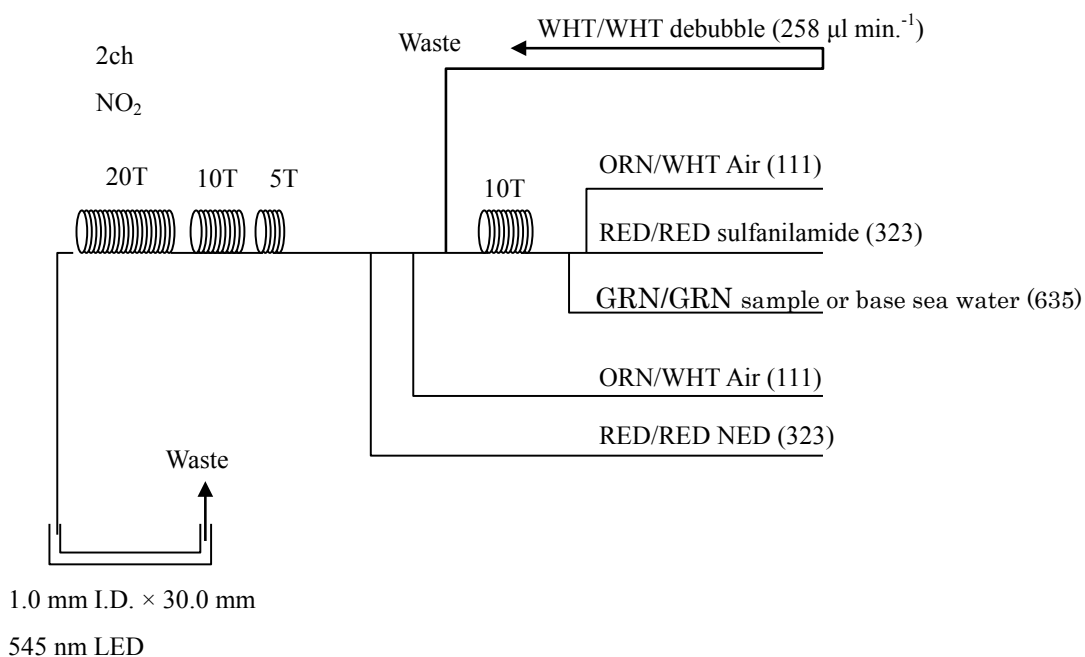 WHT/WHT debubble (258 μl min.⁻¹)
Waste
2ch
NO₂
20T
10T
5T
10T
ORN/WHT Air (111)
RED/RED sulfanilamide (323)
GRN/GRN sample or base sea water (635)
ORN/WHT Air (111)
RED/RED NED (323)
Waste
1.0 mm I.D. × 30.0 mm
545 nm LED